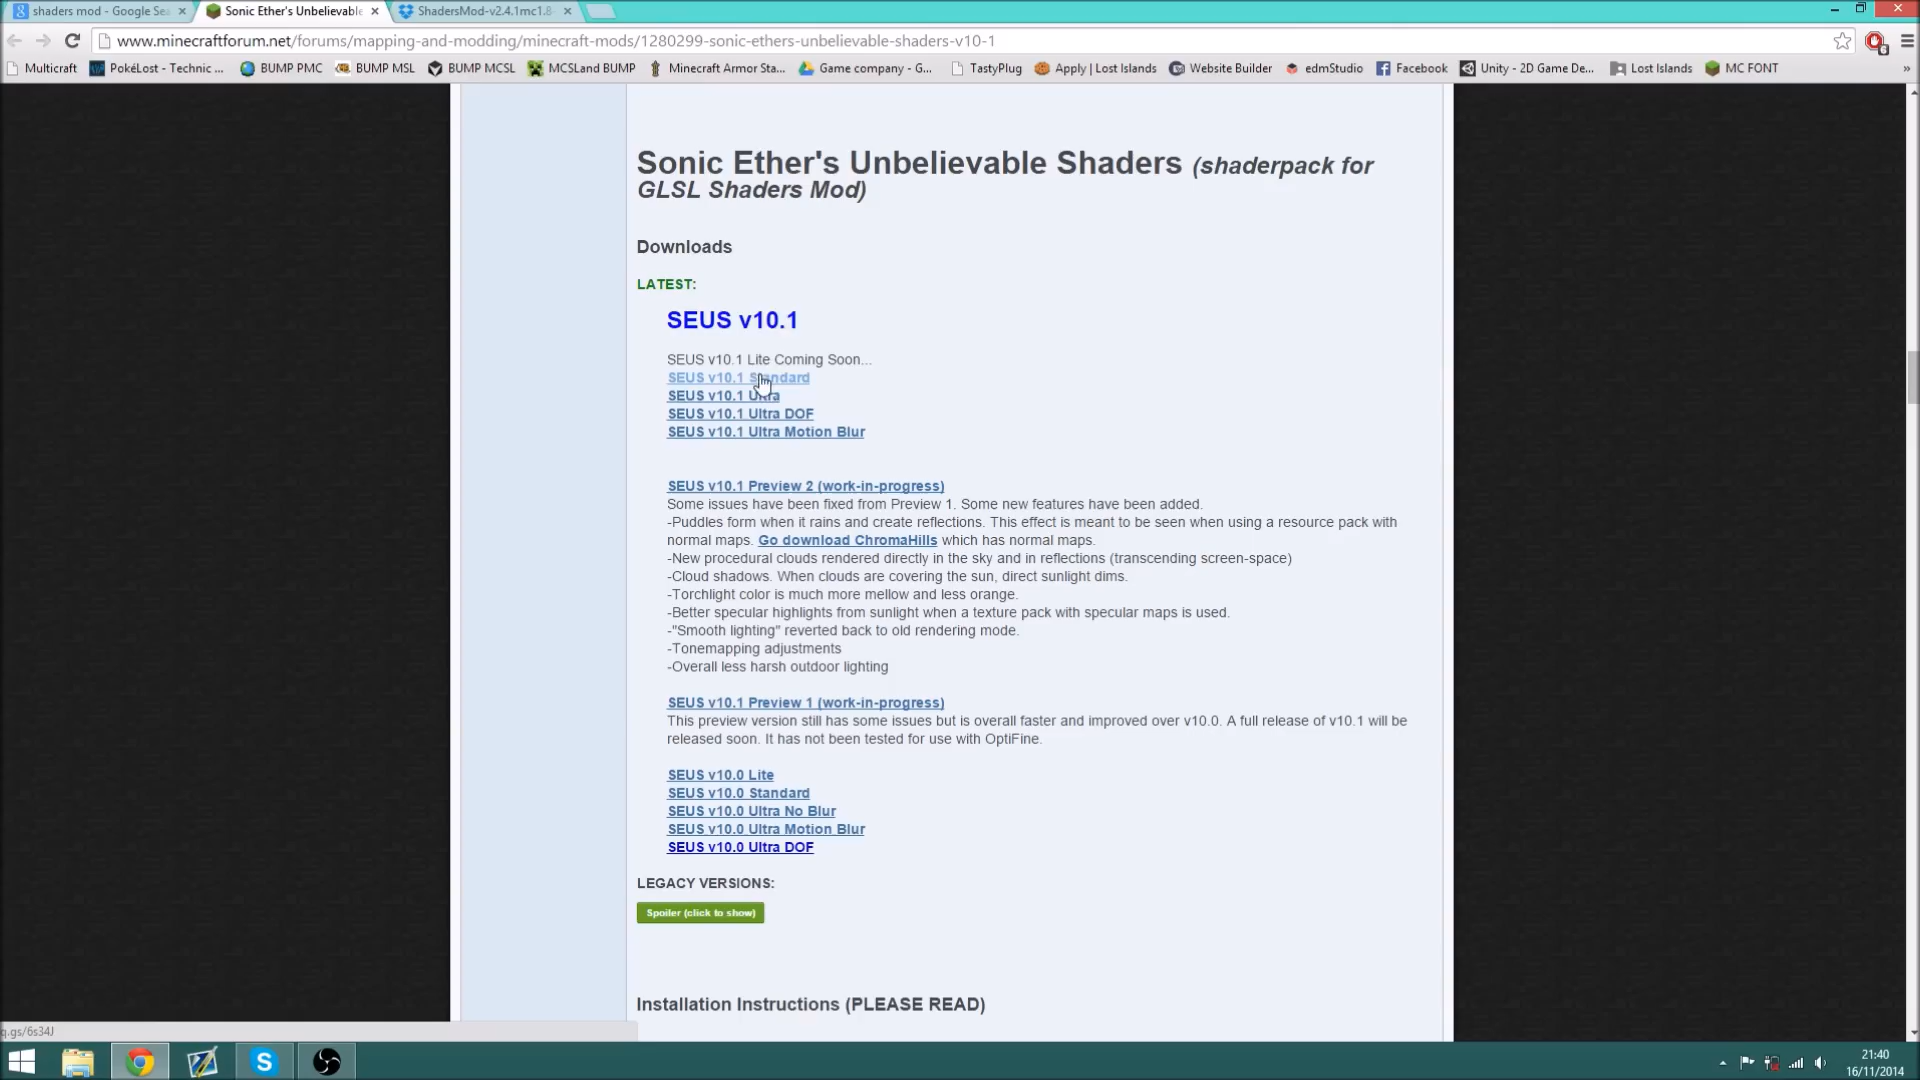 shaders mod - Google Sea
Sonic Ether's Unbelievable
ShadersMod-v2.4.1mc1.8-
www.minecraftforum.net/forums/mapping-and-modding/minecraft-mods/1280299-sonic-ethers-unbelievable-shaders-v10-1
Multicraft
PokéLost - Technic ...
BUMP PMC
BUMP MSL
BUMP MCSL
MCSLand BUMP
Minecraft Armor Sta...
Game company - G...
TastyPlug
Apply | Lost Islands
Website Builder
edmStudio
Facebook
Unity - 2D Game De...
Lost Islands
MC FONT
Sonic Ether's Unbelievable Shaders (shaderpack for
GLSL Shaders Mod)
Downloads
LATEST:
SEUS v10.1
SEUS v10.1 Lite Coming Soon...
SEUS v10.1 Standard
SEUS v10.1 Ultra
SEUS v10.1 Ultra DOF
SEUS v10.1 Ultra Motion Blur
SEUS v10.1 Preview 2 (work-in-progress)
Some issues have been fixed from Preview 1. Some new features have been added.
-Puddles form when it rains and create reflections. This effect is meant to be seen when using a resource pack with
normal maps. Go download ChromaHills which has normal maps.
-New procedural clouds rendered directly in the sky and in reflections (transcending screen-space)
-Cloud shadows. When clouds are covering the sun, direct sunlight dims.
-Torchlight color is much more mellow and less orange.
-Better specular highlights from sunlight when a texture pack with specular maps is used.
-"Smooth lighting" reverted back to old rendering mode.
-Tonemapping adjustments
-Overall less harsh outdoor lighting
SEUS v10.1 Preview 1 (work-in-progress)
This preview version still has some issues but is overall faster and improved over v10.0. A full release of v10.1 will be
released soon. It has not been tested for use with OptiFine.
SEUS v10.0 Lite
SEUS v10.0 Standard
SEUS v10.0 Ultra No Blur
SEUS v10.0 Ultra Motion Blur
SEUS v10.0 Ultra DOF
LEGACY VERSIONS:
Spoiler (click to show)
Installation Instructions (PLEASE READ)
q.gs/6s34J
21:40
16/11/2014